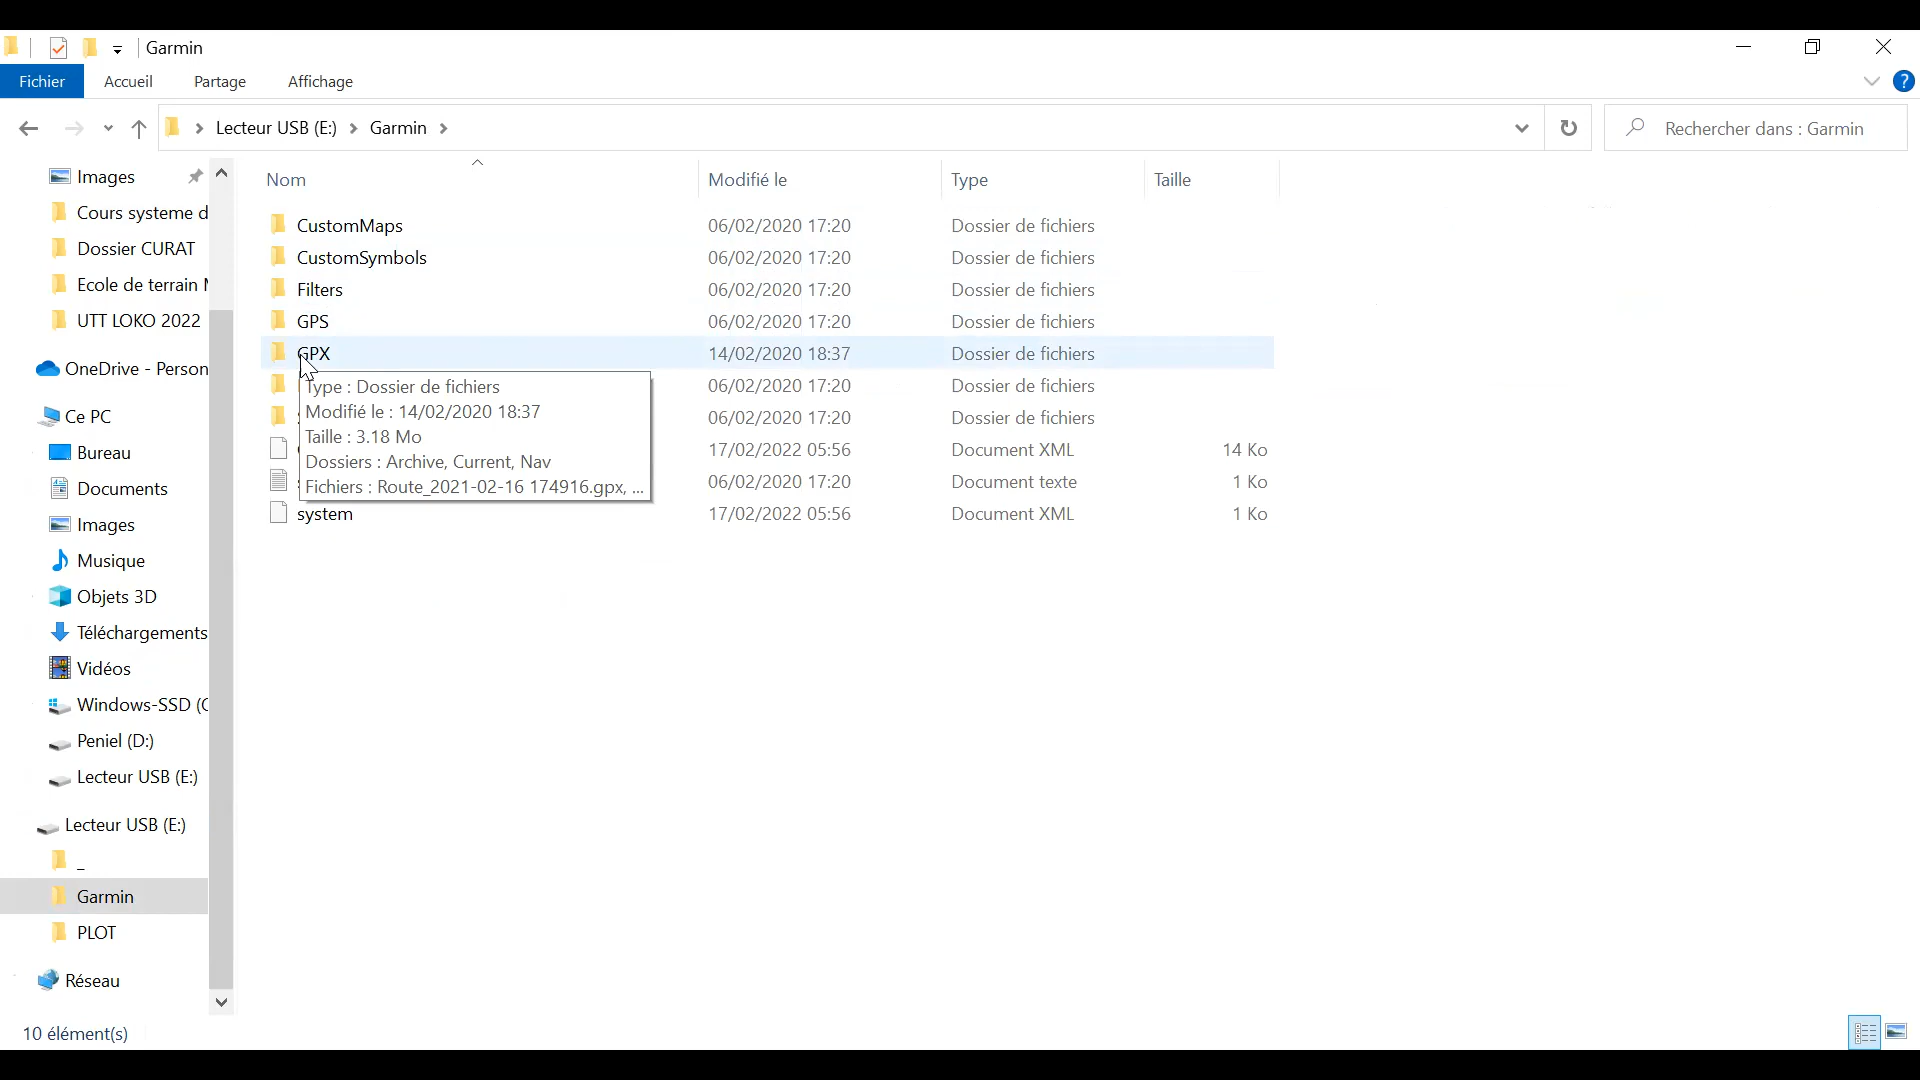 Garmin
Fichier Accueil Partage Affichage
Lecteur USB (E:) Garmin
Rechercher dans : Garmin
Images
Cours systeme d
Dossier CURAT
Ecole de terrain
UTT LOKO 2022
OneDrive - Person
Ce PC
Bureau
Documents
Images
Musique
Objets 3D
Téléchargements
Vidéos
Windows-SSD (C
Peniel (D:)
Lecteur USB (E:)
Lecteur USB (E:)
_
Garmin
PLOT
Réseau
Nom Modifié le Type Taille
CustomMaps 06/02/2020 17:20 Dossier de fichiers
CustomSymbols 06/02/2020 17:20 Dossier de fichiers
Filters 06/02/2020 17:20 Dossier de fichiers
GPS 06/02/2020 17:20 Dossier de fichiers
GPX 14/02/2020 18:37 Dossier de fichiers
06/02/2020 17:20 Dossier de fichiers
06/02/2020 17:20 Dossier de fichiers
17/02/2022 05:56 Document XML 14 Ko
06/02/2020 17:20 Document texte 1 Ko
system 17/02/2022 05:56 Document XML 1 Ko
Type : Dossier de fichiers
Modifié le : 14/02/2020 18:37
Taille : 3.18 Mo
Dossiers : Archive, Current, Nav
Fichiers : Route_2021-02-16 174916.gpx, ...
10 élément(s)